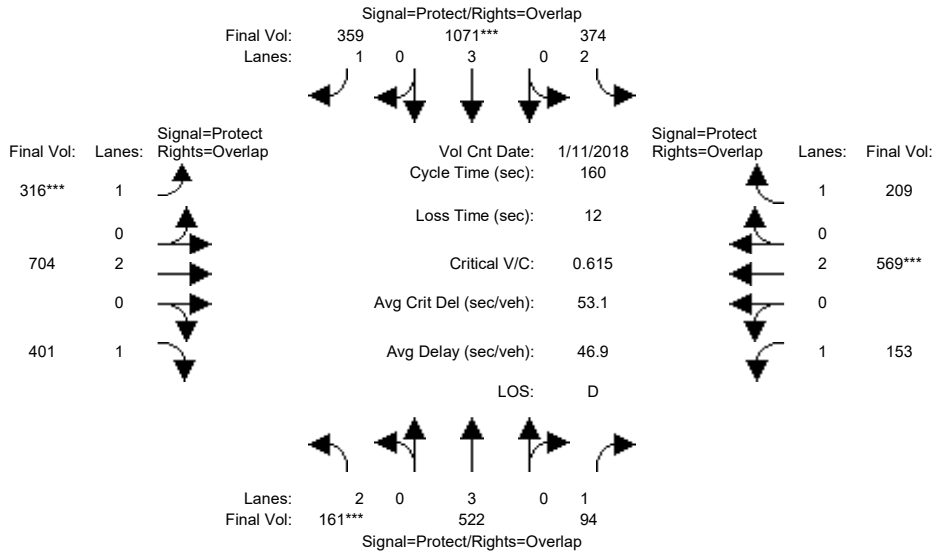 Signal=Protect/Rights=Overlap
Final Vol: 359 1071*** 374
Lanes: 1 0 3 0 2
Signal=Protect
Final Vol: Lanes: Rights=Overlap
Vol Cnt Date: 1/11/2018
Signal=Protect
Rights=Overlap Lanes: Final Vol:
Cycle Time (sec): 160
316*** 1
1 209
Loss Time (sec): 12
0
0
704 2
Critical V/C: 0.615
2 569***
0
Avg Crit Del (sec/veh): 53.1
0
401 1
Avg Delay (sec/veh): 46.9
1 153
LOS: D
Lanes: 2 0 3 0 1
Final Vol: 161*** 522 94
Signal=Protect/Rights=Overlap